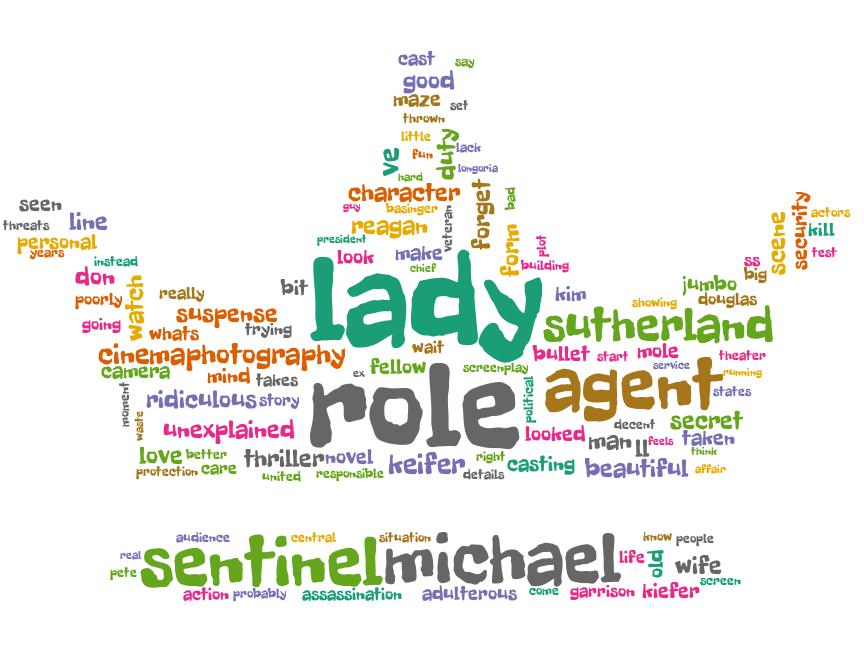 cast say
good
maze set
thrown
little
ve fun duty lack
hard longoria
character
guy basinger veteran forget bad
reagan
president
look make form plot
chief building
seen
threats line
personal
years
instead
don
poorly watch really
going
bit
suspense
whats trying
cinemaphotography
camera
lady
wait
kim
scene security actors
kill
ss test
big
jumbo
showing douglas
sutherland
bullet start mole theater
service
running
mind takes ex fellow screenplay
agent
states
moment ridiculous story
role
political
waste unexplained
decent secret
looked man ll feels taken
think
love better thriller novel keifer right
protection care united responsible details casting beautiful affair
audience central situation know people
real sentinel michael life old wife
pete screen
action probably assassination adulterous come garrison kiefer